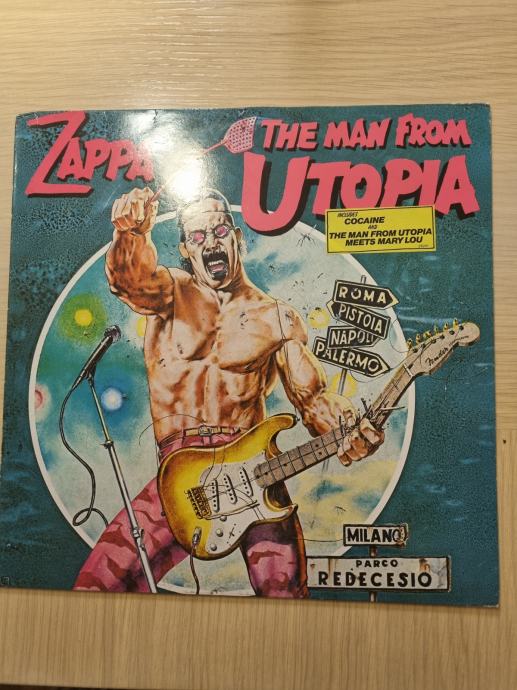 ZAPPA
THE MAN FROM
UTOPIA
INCLUDES
COCAINE
AND
THE MAN FROM UTOPIA
MEETS MARY LOU
ROMA
PISTOIA
NAPOLI
PALERMO
Fender
MILANO
PARCO
REDECESIO